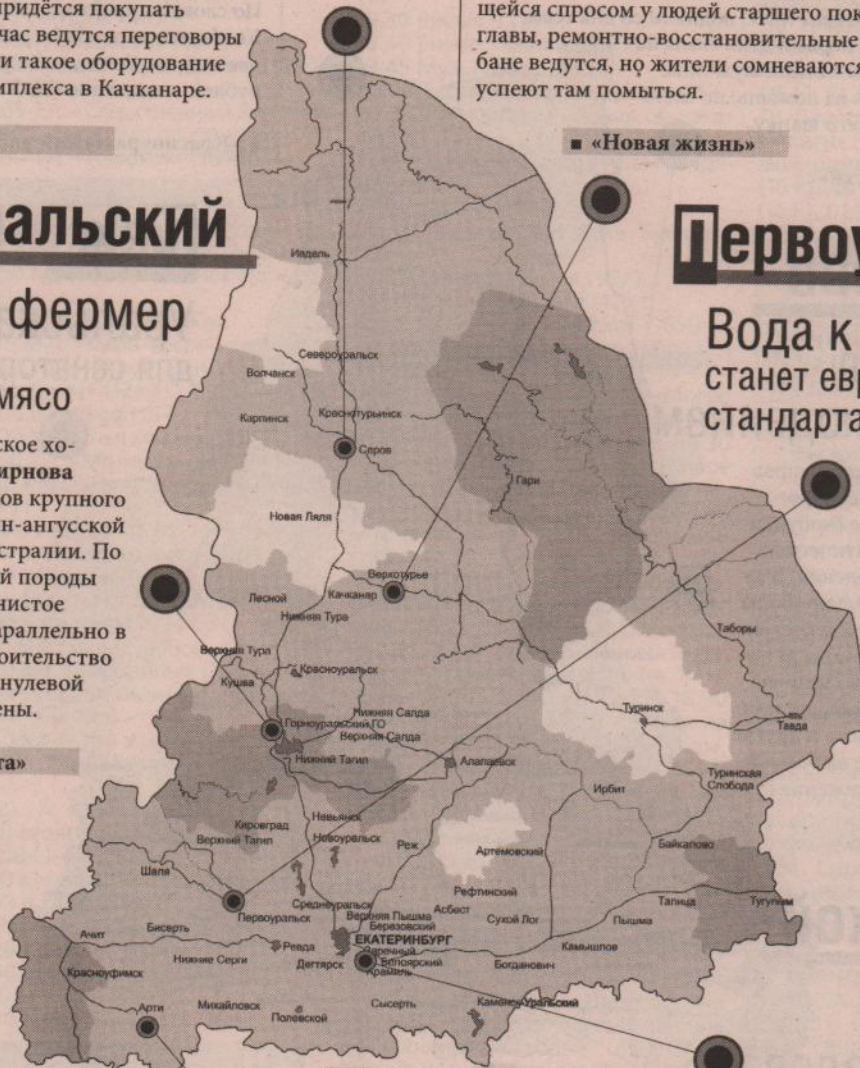 придётся покупать
час ведутся переговоры
и такое оборудование
мплекса в Качканаре.
щейся спросом у людей старшего пок
главы, ремонтно-восстановительные
бане ведутся, но жители сомневаются
успеют там помыться.
■ «Новая жизнь»
альский
фермер
мясо
ское хо-
ирнова
ов крупного
ин-ангусской
стралии. По
й породы
нистое
араллельно в
оительство
нулевой
ены.
та»
Первоу
Вода к
станет евр
стандарта
Ивдель
Североуральск
Волчанск
Карпинск
Краснотурьинск
Серов
Гари
Новая Ляля
Верхотурье
Лесной
Качканар
Нижняя Тура
Таборы
Верхняя Тура
Красноуральск
Кушва
Нижняя Салда
Туринск
Горноуральский ГО
Верхняя Салда
Тавда
Нижний Тагил
Алапаевск
Туринская
Слобода
Ирбит
Невьянск
Кировград
Верхний Тагил
Новоуральск
Реж
Артемовский
Байкалово
Шаля
Рефтинский
Среднеуральск
Асбест
Талица
Тугулым
Первоуральск
Верхняя Пышма
Сухой Лог
Пышма
Березовский
Ачит
Бисерть
ЕКАТЕРИНБУРГ
Ревда
Заречный
Камышлов
Нижние Серги
Дегтярск
Белоярский
Богданович
Красноуфимск
Арамиль
Арти
Михайловск
Сысерть
Каменск-Уральский
Полевской